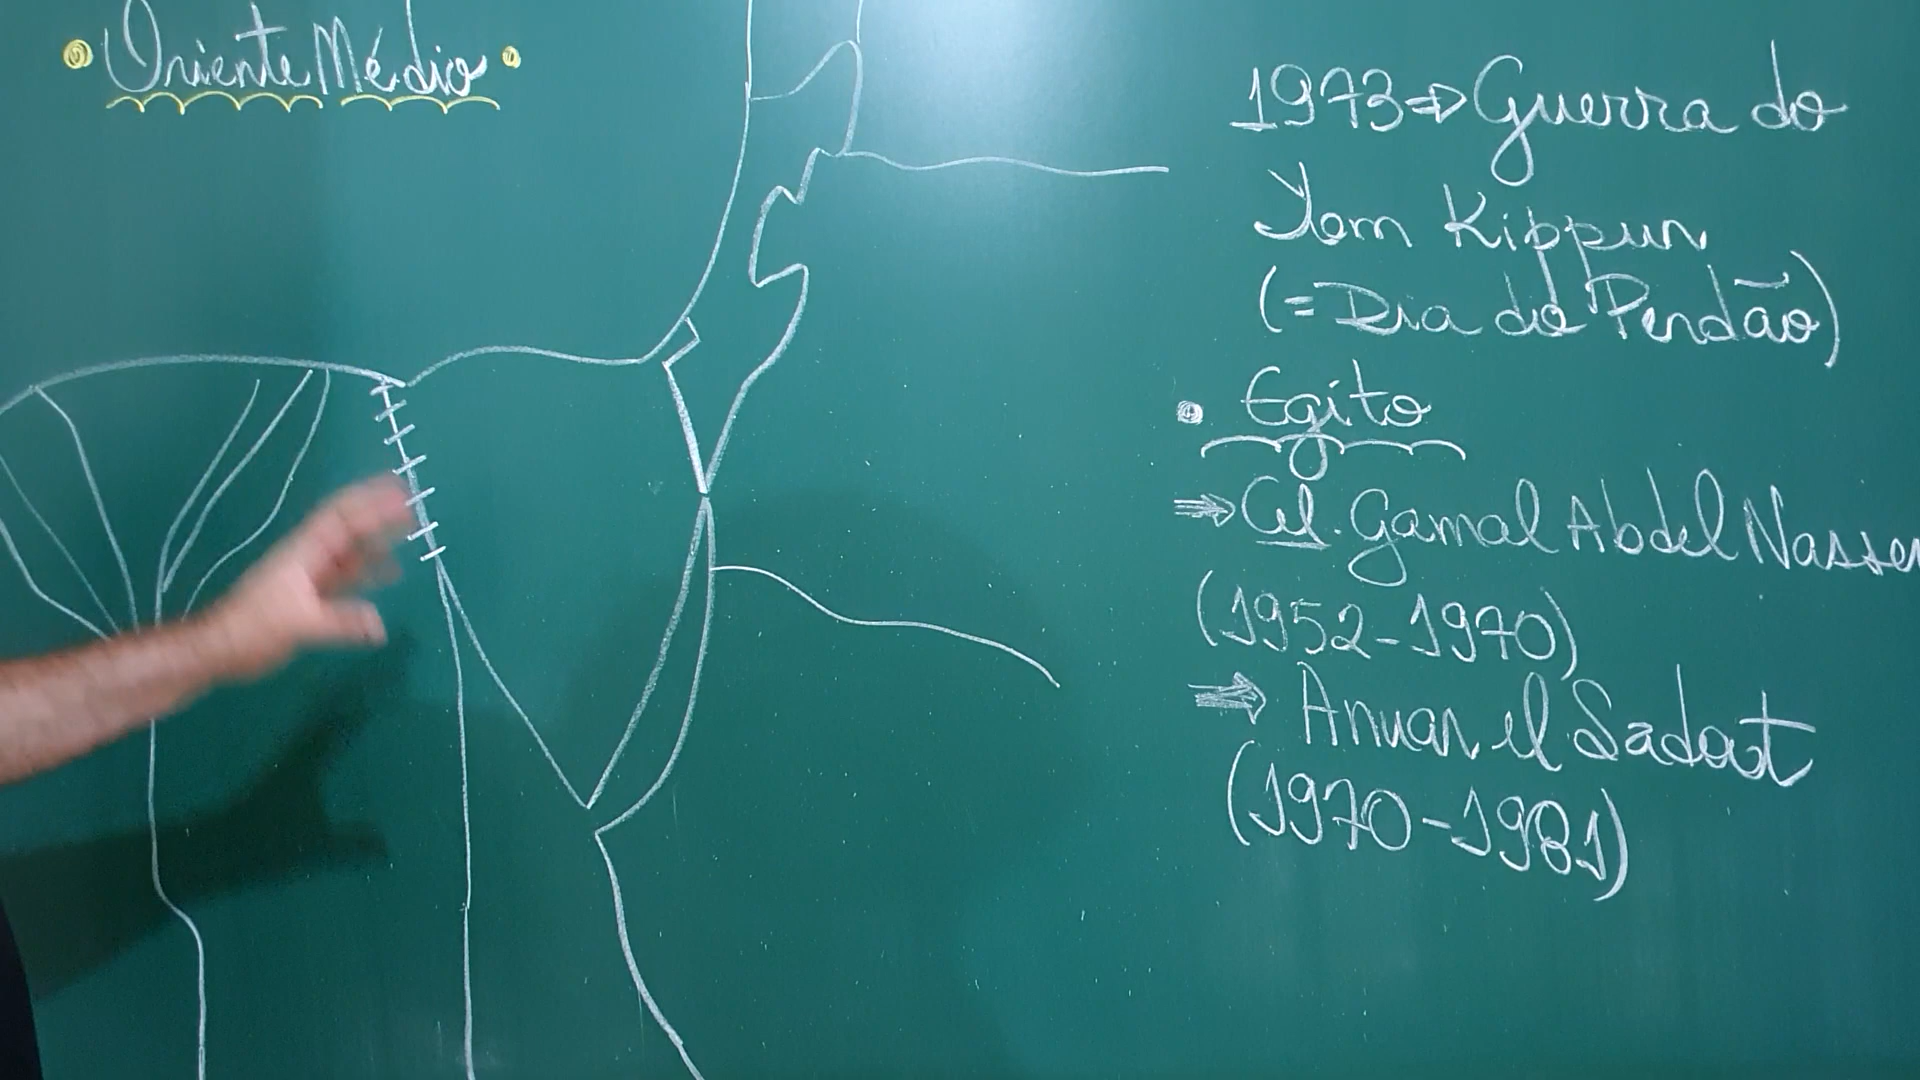 Oriente Médio
1973 ⇒ Guerra do
Yom Kippur
(= Dia do Perdão)
• Egito
⇒ Cel. Gamal Abdel Nasser
(1952-1970)
⇒ Anuar el Sadat
(1970-1981)